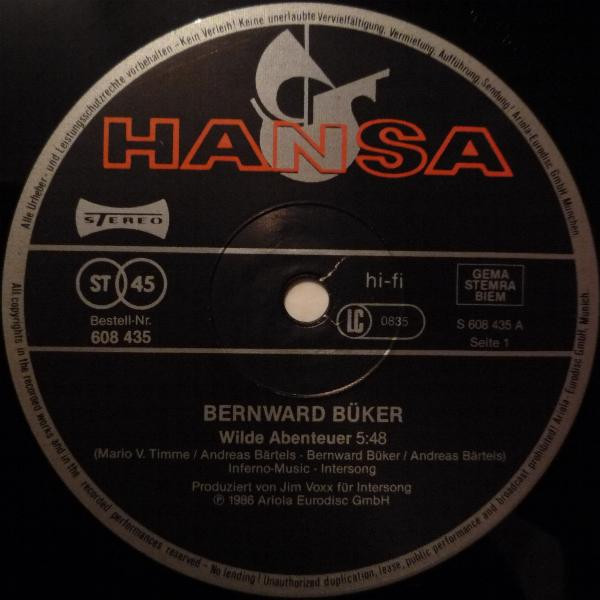 Alle Urheber- und Leistungsschutzrechte vorbehalten - Kein Verleih! Keine unerlaubte Vervielfältigung, Vermietung, Aufführung, Sendung! Ariola-Eurodisc GmbH München
HANSA
STEREO
ST 45
hi-fi
GEMA
STEMRA
BIEM
Bestell-Nr.
608 435
LC 0835
S 608 435 A
Seite 1
BERNWARD BÜKER
Wilde Abenteuer 5:48
(Mario V. Timme / Andreas Bärtels - Bernward Büker / Andreas Bärtels)
Inferno-Music - Intersong
Produziert von Jim Voxx für Intersong
℗ 1986 Ariola Eurodisc GmbH
All copyrights in the recorded works and in the recorded performances reserved - No lending! Unauthorized duplication, lease, public performance and broadcast prohibited! Ariola - Eurodisc GmbH, Munich.